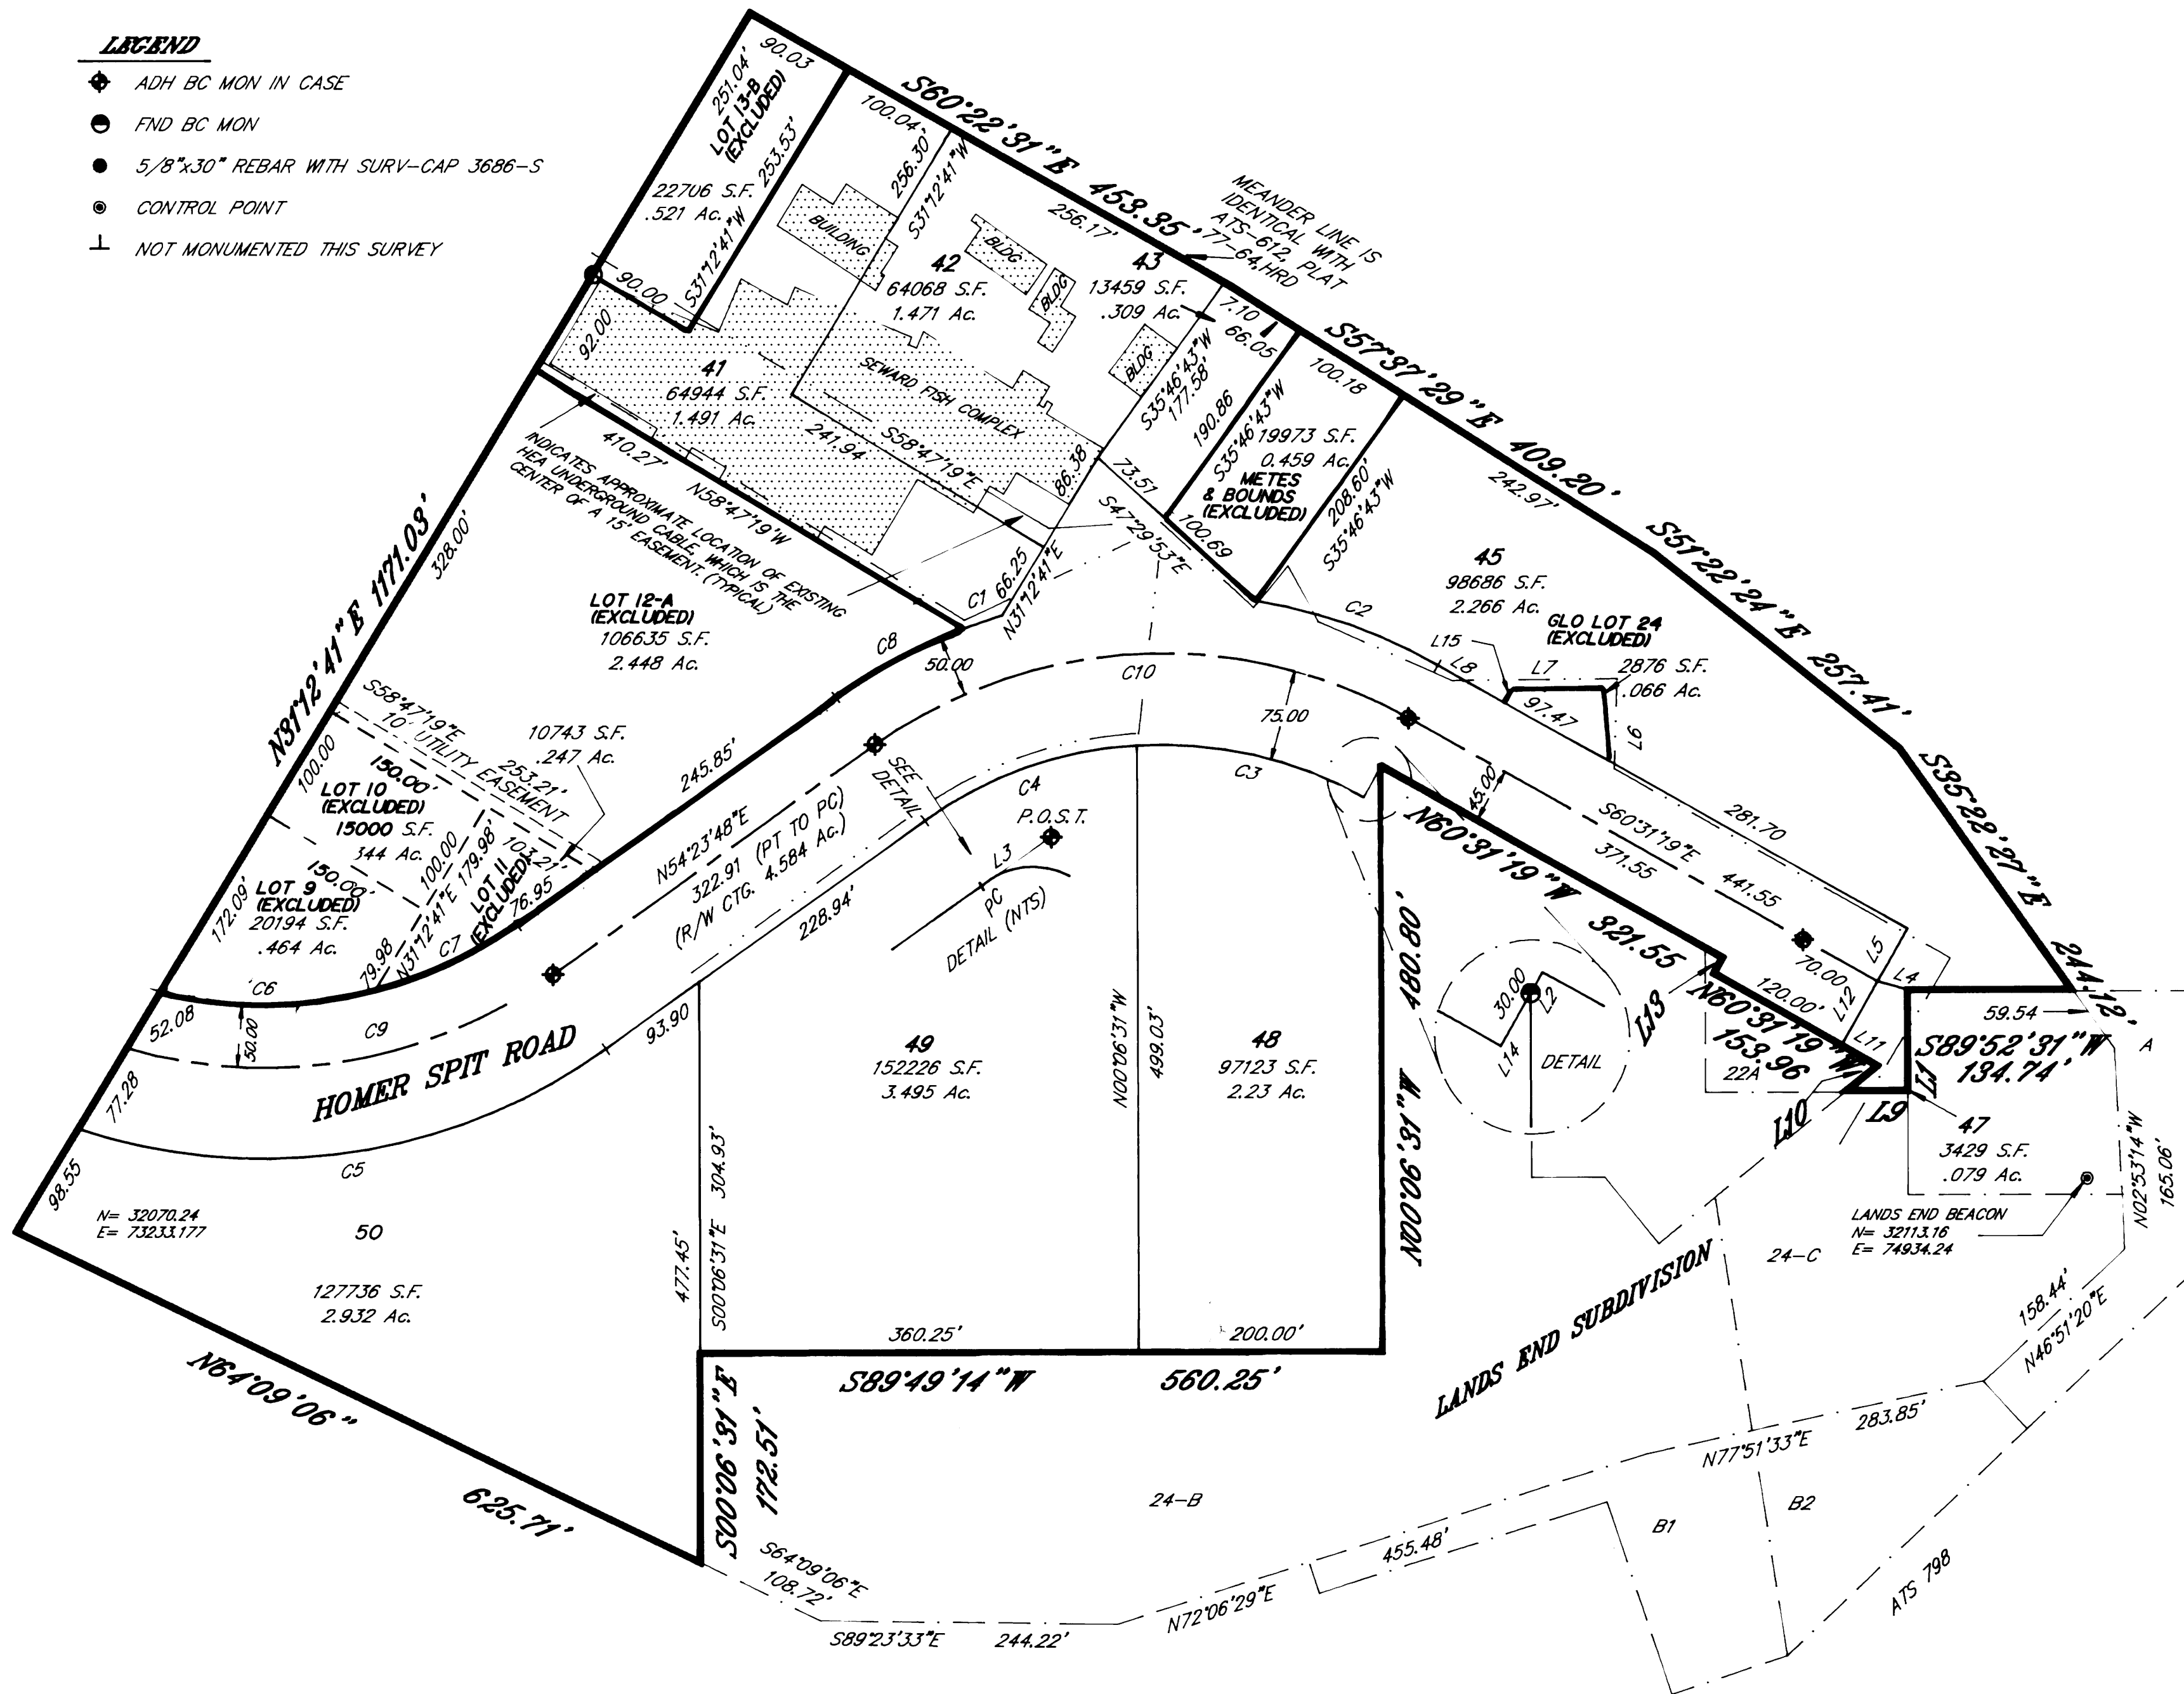 LEGEND
ADH BC MON IN CASE
FND BC MON
5/8"x30" REBAR WITH SURV-CAP 3686-S
CONTROL POINT
NOT MONUMENTED THIS SURVEY
90.03
251.04'
LOT 13-B
(EXCLUDED)
253.53'
22706 S.F.
.521 Ac.
S31°12'41"W
90.00
92.00
100.04'
256.30'
S31°12'41"W
BUILDING
S60°22'31"E 453.35'
256.17'
MEANDER LINE IS
IDENTICAL WITH
ATS-612, PLAT
77-64,HRD
BLDG
BLDG
BLDG
42
64068 S.F.
1.471 Ac.
43
13459 S.F.
.309 Ac.
7.10
66.05
S35°46'43"W
177.58'
190.86
S35°46'43"W
100.18
S57°37'29"E 409.20'
242.97'
19973 S.F.
0.459 Ac.
METES
& BOUNDS
(EXCLUDED)
208.60'
S35°46'43"W
41
64944 S.F.
1.491 Ac.
SEWARD FISH COMPLEX
241.94
S58°47'19"E
86.38
73.51
S47°29'53"E
100.69
410.27'
N58°47'19"W
INDICATES APPROXIMATE LOCATION OF EXISTING
HEA UNDERGROUND CABLE, WHICH IS THE
CENTER OF A 15' EASEMENT. (TYPICAL)
C1
66.25
N31°12'41"E
N31°12'41"E 1171.03'
328.00'
LOT 12-A
(EXCLUDED)
106635 S.F.
2.448 Ac.
C8
50.00
C10
C2
45
98686 S.F.
2.266 Ac.
GLO LOT 24
(EXCLUDED)
L15
L8
L7
2876 S.F.
.066 Ac.
97.47
L6
S51°22'24"E 257.41'
S35°22'27"E
244.12'
S58°47'19"E
10' UTILITY EASEMENT
253.21'
10743 S.F.
.247 Ac.
100.00
150.00'
LOT 10
(EXCLUDED)
15000 S.F.
344 Ac.
100.00
N31°12'41"E 179.98'
103.21'
LOT 11
(EXCLUDED)
76.95
150.00'
LOT 9
(EXCLUDED)
20194 S.F.
.464 Ac.
172.09'
79.98
C7
C6
245.85'
N54°23'48"E
322.91 (PT TO PC)
(R/W CTG. 4.584 Ac.)
228.94'
SEE
DETAIL
C4
P.O.S.T.
L3
PC
DETAIL (NTS)
75.00
C3
45.00
S60°31'19"E
371.55
281.70
441.55
N60°31'19"W 321.55
70.00
L5
L4
L12
120.00'
L11
N60°31'19"W
153.96
L13
59.54
S89°52'31"W
134.74'
A
L1
22A
L10
L9
47
3429 S.F.
.079 Ac.
N02°53'14"W
165.06'
LANDS END BEACON
N= 32113.16
E= 74934.24
30.00
L2
L14
DETAIL
52.08
50.00
C9
77.28
HOMER SPIT ROAD
93.90
98.55
C5
N= 32070.24
E= 73233.177
50
127736 S.F.
2.932 Ac.
N64°09'06"
625.71'
477.45'
S00°06'31"E 304.93'
49
152226 S.F.
3.495 Ac.
N00°06'31"W
499.03'
48
97123 S.F.
2.23 Ac.
N00°06'31"W 480.80'
360.25'
200.00'
S89°49'14"W 560.25'
S00°06'31"E
172.51'
S64°09'06"E
108.72'
24-B
S89°23'33"E 244.22'
N72°06'29"E
455.48'
LANDS END SUBDIVISION
24-C
158.44'
N46°51'20"E
N77°51'33"E
283.85'
B1
B2
ATS 798